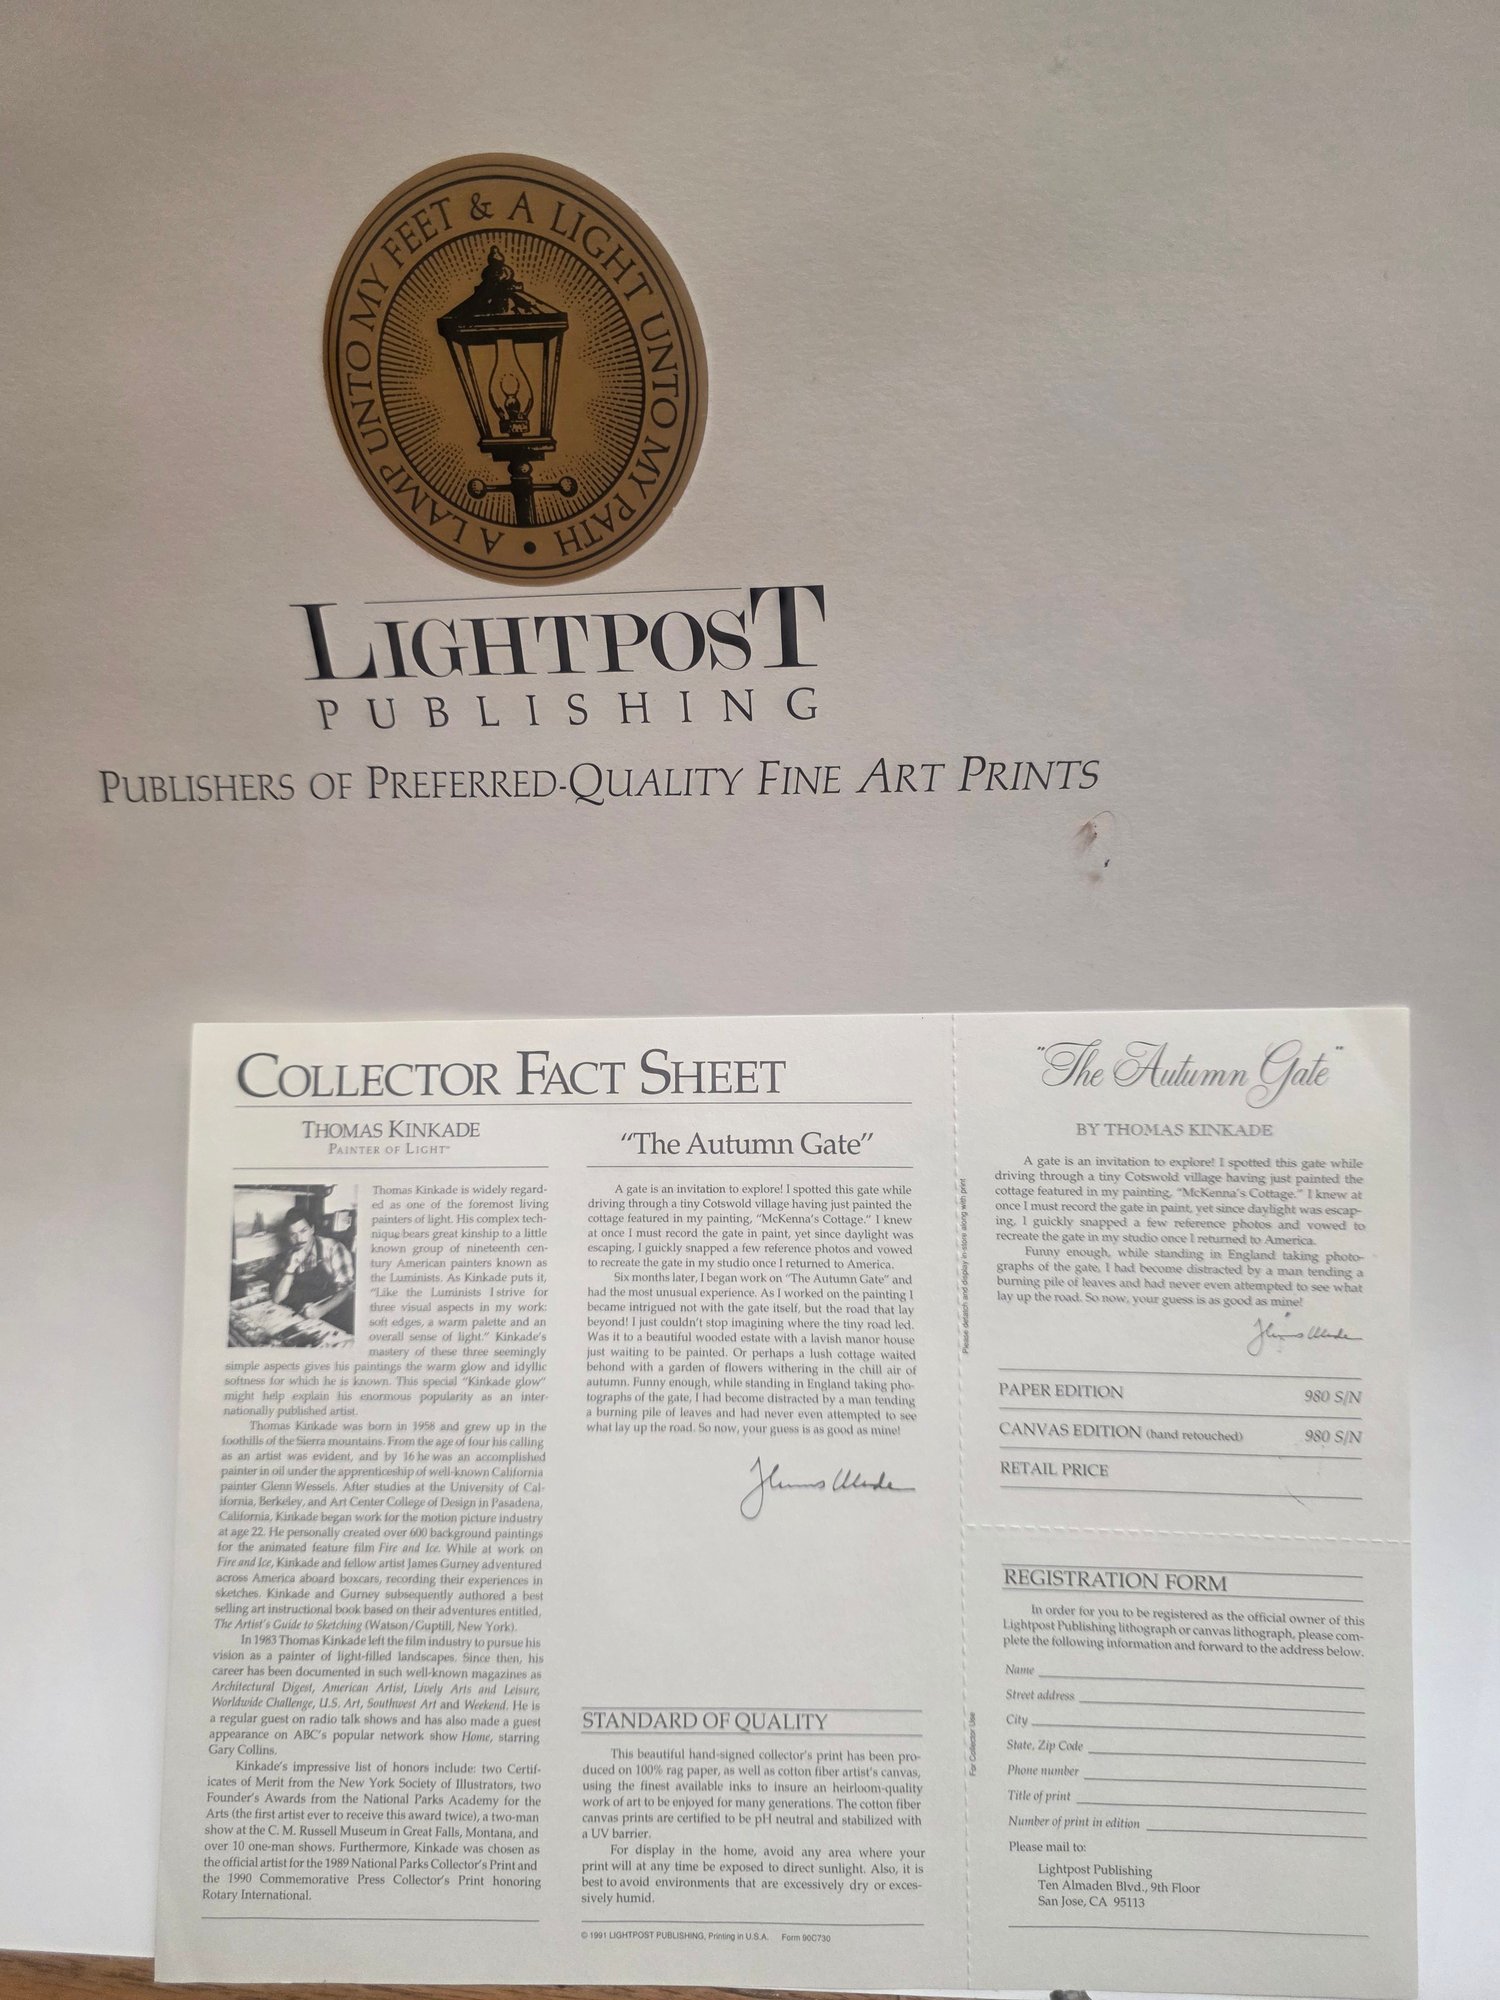 A LAMP UNTO MY FEET & A LIGHT UNTO MY PATH •
LIGHTPOST
PUBLISHING
PUBLISHERS OF PREFERRED-QUALITY FINE ART PRINTS
COLLECTOR FACT SHEET
THOMAS KINKADE
PAINTER OF LIGHT™
Thomas Kinkade is widely regard-
ed as one of the foremost living
painters of light. His complex tech-
nique bears great kinship to a little
known group of nineteenth cen-
tury American painters known as
the Luminists. As Kinkade puts it,
"Like the Luminists I strive for
three visual aspects in my work:
soft edges, a warm palette and an
overall sense of light." Kinkade's
mastery of these three seemingly
simple aspects gives his paintings the warm glow and idyllic
softness for which he is known. This special "Kinkade glow"
might help explain his enormous popularity as an inter-
nationally published artist.
Thomas Kinkade was born in 1958 and grew up in the
foothills of the Sierra mountains. From the age of four his calling
as an artist was evident, and by 16 he was an accomplished
painter in oil under the apprenticeship of well-known California
painter Glenn Wessels. After studies at the University of Cal-
ifornia, Berkeley, and Art Center College of Design in Pasadena,
California, Kinkade began work for the motion picture industry
at age 22. He personally created over 600 background paintings
for the animated feature film Fire and Ice. While at work on
Fire and Ice, Kinkade and fellow artist James Gurney adventured
across America aboard boxcars, recording their experiences in
sketches. Kinkade and Gurney subsequently authored a best
selling art instructional book based on their adventures entitled,
The Artist's Guide to Sketching (Watson/Guptill, New York).
In 1983 Thomas Kinkade left the film industry to pursue his
vision as a painter of light-filled landscapes. Since then, his
career has been documented in such well-known magazines as
Architectural Digest, American Artist, Lively Arts and Leisure,
Worldwide Challenge, U.S. Art, Southwest Art and Weekend. He is
a regular guest on radio talk shows and has also made a guest
appearance on ABC's popular network show Home, starring
Gary Collins.
Kinkade's impressive list of honors include: two Certif-
icates of Merit from the New York Society of Illustrators, two
Founder's Awards from the National Parks Academy for the
Arts (the first artist ever to receive this award twice), a two-man
show at the C. M. Russell Museum in Great Falls, Montana, and
over 10 one-man shows. Furthermore, Kinkade was chosen as
the official artist for the 1989 National Parks Collector's Print and
the 1990 Commemorative Press Collector's Print honoring
Rotary International.
"The Autumn Gate"
A gate is an invitation to explore! I spotted this gate while
driving through a tiny Cotswold village having just painted the
cottage featured in my painting, "McKenna's Cottage." I knew
at once I must record the gate in paint, yet since daylight was
escaping, I guickly snapped a few reference photos and vowed
to recreate the gate in my studio once I returned to America.
Six months later, I began work on "The Autumn Gate" and
had the most unusual experience. As I worked on the painting I
became intrigued not with the gate itself, but the road that lay
beyond! I just couldn't stop imagining where the tiny road led.
Was it to a beautiful wooded estate with a lavish manor house
just waiting to be painted. Or perhaps a lush cottage waited
behond with a garden of flowers withering in the chill air of
autumn. Funny enough, while standing in England taking pho-
tographs of the gate, I had become distracted by a man tending
a burning pile of leaves and had never even attempted to see
what lay up the road. So now, your guess is as good as mine!
STANDARD OF QUALITY
This beautiful hand-signed collector's print has been pro-
duced on 100% rag paper, as well as cotton fiber artist's canvas,
using the finest available inks to insure an heirloom-quality
work of art to be enjoyed for many generations. The cotton fiber
canvas prints are certified to be pH neutral and stabilized with
a UV barrier.
For display in the home, avoid any area where your
print will at any time be exposed to direct sunlight. Also, it is
best to avoid environments that are excessively dry or exces-
sively humid.
© 1991 LIGHTPOST PUBLISHING, Printing in U.S.A. Form 90C730
Please detach and display in-store along with print
"The Autumn Gate"
BY THOMAS KINKADE
A gate is an invitation to explore! I spotted this gate while
driving through a tiny Cotswold village having just painted the
cottage featured in my painting, "McKenna's Cottage." I knew at
once I must record the gate in paint, yet since daylight was escap-
ing, I guickly snapped a few reference photos and vowed to
recreate the gate in my studio once I returned to America.
Funny enough, while standing in England taking photo-
graphs of the gate, I had become distracted by a man tending a
burning pile of leaves and had never even attempted to see what
lay up the road. So now, your guess is as good as mine!
PAPER EDITION 980 S/N
CANVAS EDITION (hand retouched) 980 S/N
RETAIL PRICE
For Collector Use
REGISTRATION FORM
In order for you to be registered as the official owner of this
Lightpost Publishing lithograph or canvas lithograph, please com-
plete the following information and forward to the address below.
Name
Street address
City
State, Zip Code
Phone number
Title of print
Number of print in edition
Please mail to:
Lightpost Publishing
Ten Almaden Blvd., 9th Floor
San Jose, CA 95113